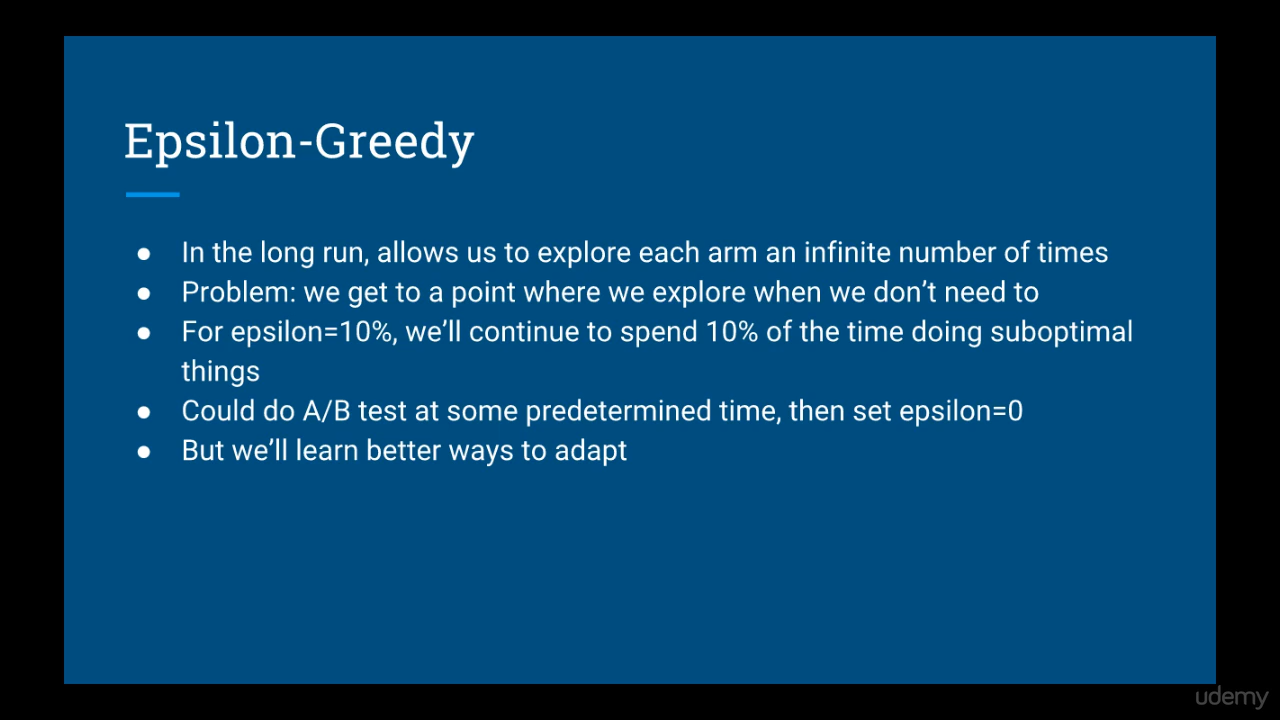 Epsilon-Greedy
● In the long run, allows us to explore each arm an infinite number of times
● Problem: we get to a point where we explore when we don’t need to
● For epsilon=10%, we’ll continue to spend 10% of the time doing suboptimal
things
● Could do A/B test at some predetermined time, then set epsilon=0
● But we’ll learn better ways to adapt
udemy